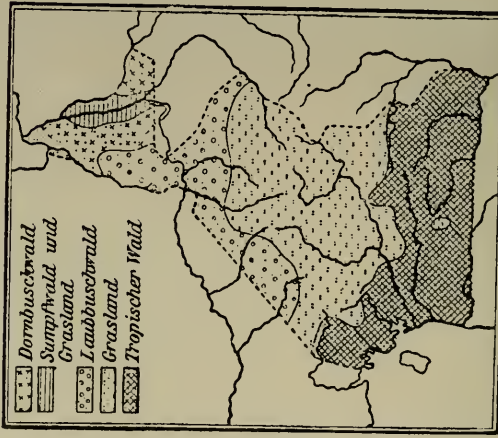 Dornbuschwald
Sumpfwald und
Grasland
Laubbuschwald
Grasland
Tropischer Wald